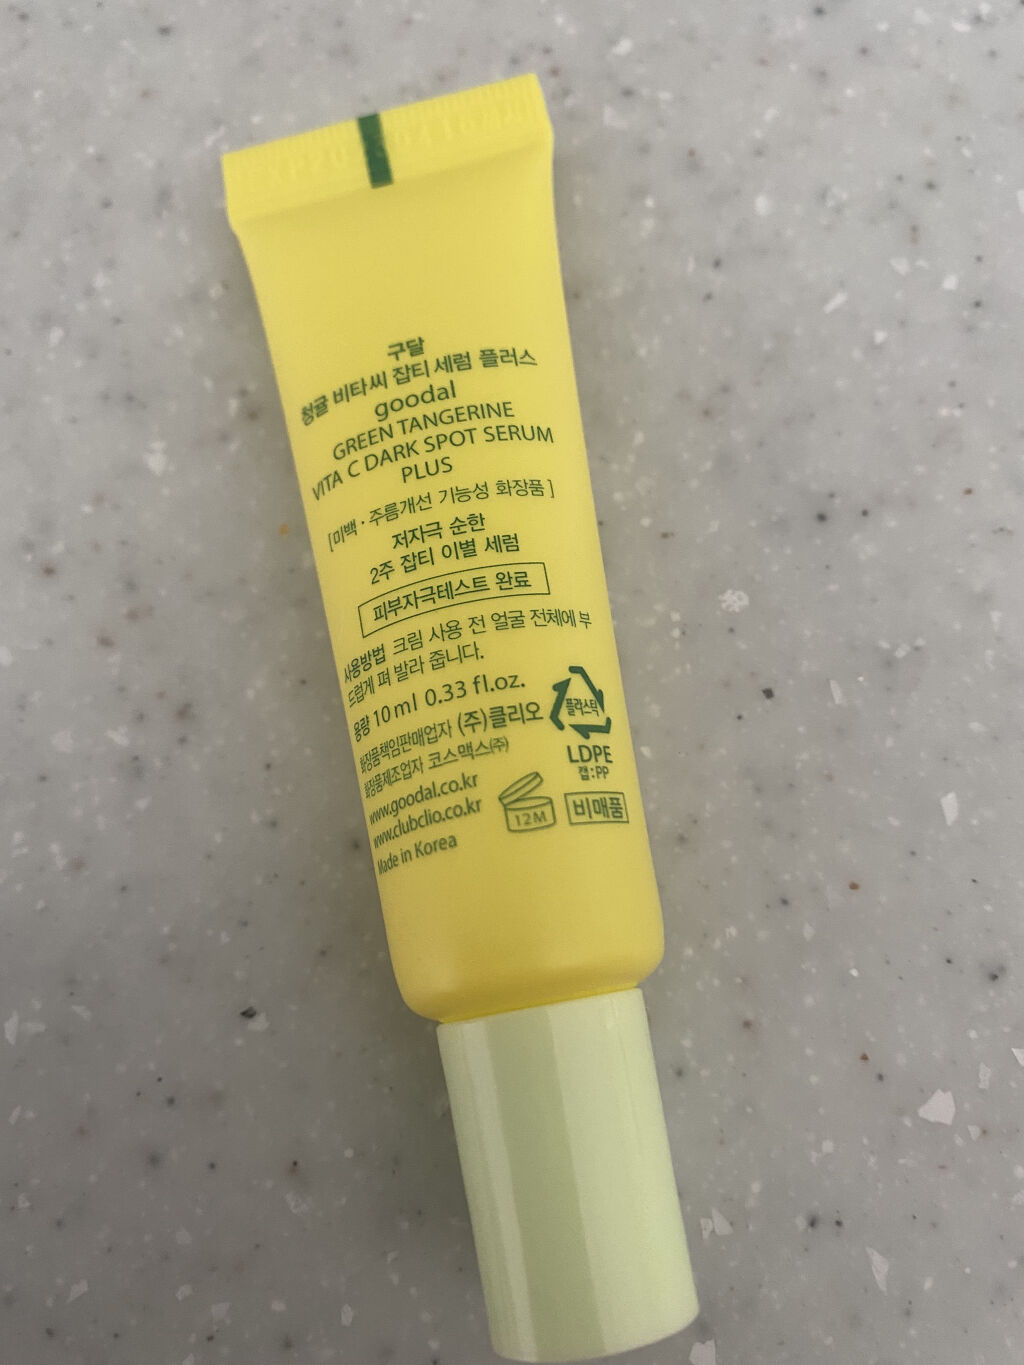 구달
청귤 비타씨 잡티 세럼 플러스
goodal
GREEN TANGERINE
VITA C DARK SPOT SERUM
PLUS
[미백 · 주름개선 기능성 화장품]
저자극 순한
2주 잡티 이별 세럼
피부자극테스트 완료
사용방법 크림 사용 전 얼굴 전체에 부
드럽게 펴 발라 줍니다.
용량 10 ml 0.33 fl.oz.
화장품책임판매업자 (주)클리오
화장품제조업자 코스맥스㈜
www.goodal.co.kr
www.clubclio.co.kr
Made in Korea
플라스틱
LDPE
캡:PP
12M
비매품